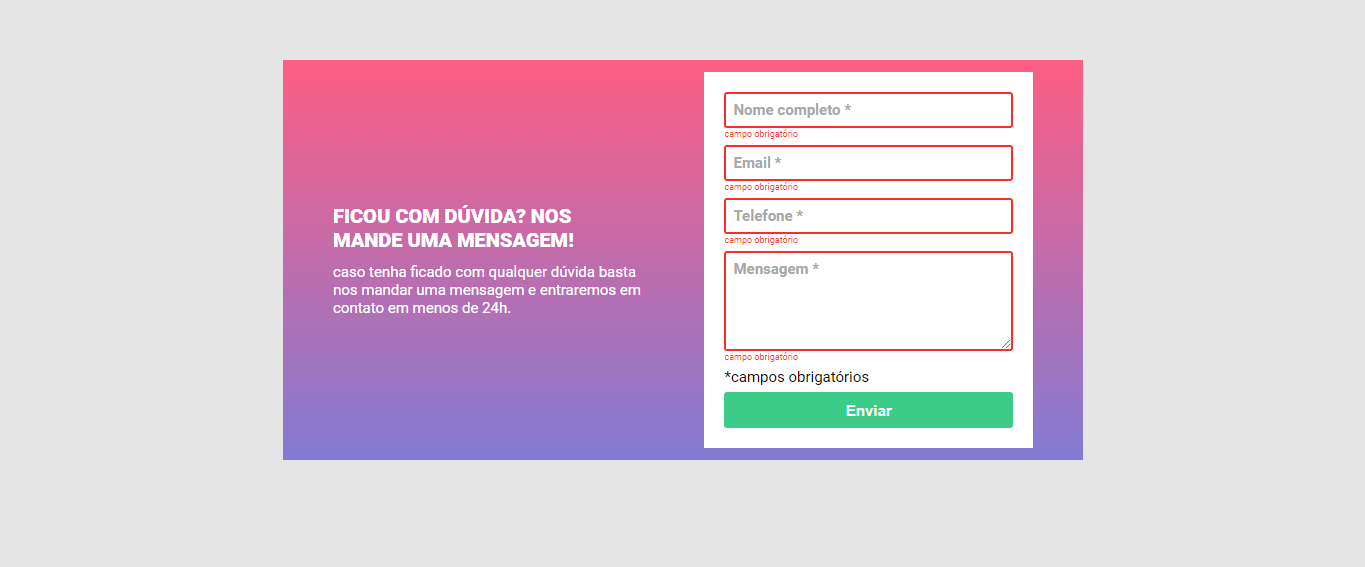 FICOU COM DÚVIDA? NOS
MANDE UMA MENSAGEM!
caso tenha ficado com qualquer dúvida basta
nos mandar uma mensagem e entraremos em
contato em menos de 24h.
Nome completo *
campo obrigatório
Email *
campo obrigatório
Telefone *
campo obrigatório
Mensagem *
campo obrigatório
*campos obrigatórios
Enviar